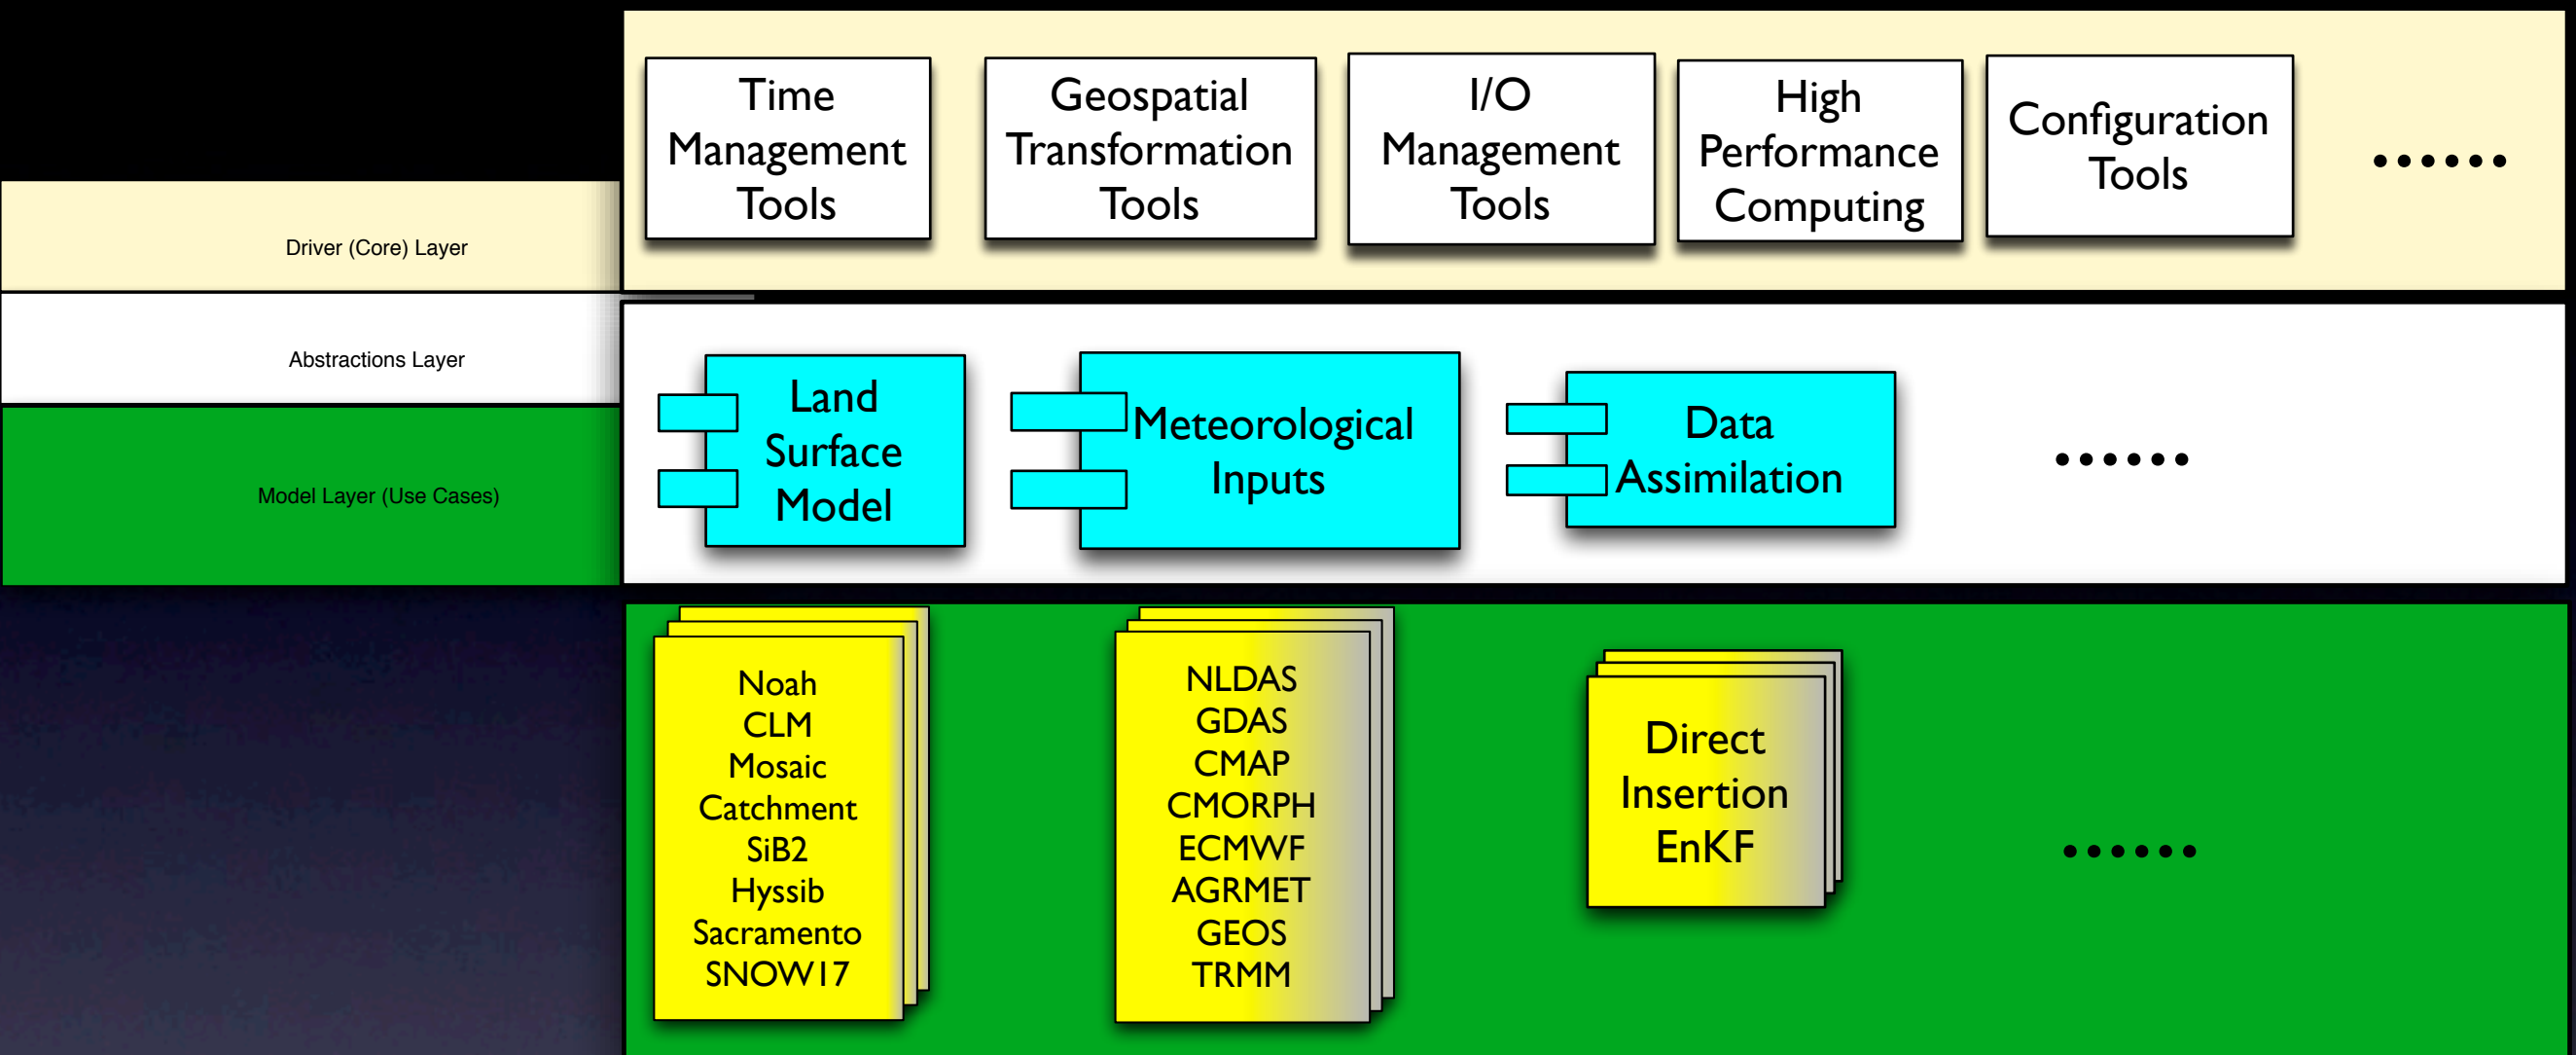 Time
Management
Tools
Geospatial
Transformation
Tools
I/O
Management
Tools
High
Performance
Computing
Configuration
Tools
......
Driver (Core) Layer
Abstractions Layer
Model Layer (Use Cases)
Land
Surface
Model
Meteorological
Inputs
Data
Assimilation
......
Noah
CLM
Mosaic
Catchment
SiB2
Hyssib
Sacramento
SNOW17
NLDAS
GDAS
CMAP
CMORPH
ECMWF
AGRMET
GEOS
TRMM
Direct
Insertion
EnKF
......